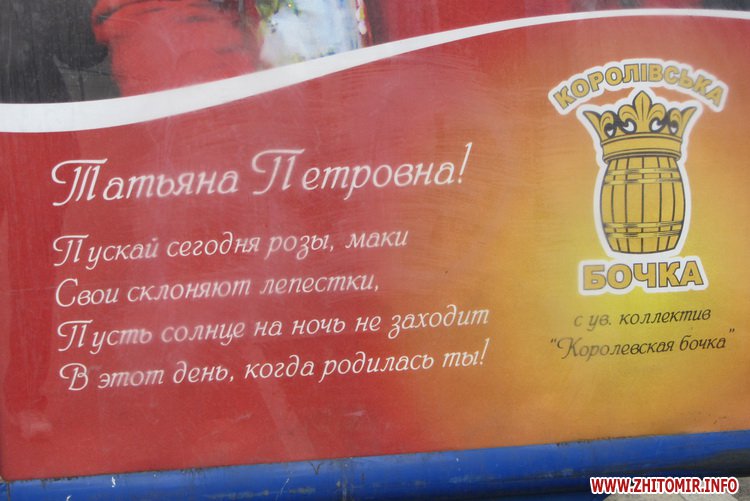 КОРОЛІВСЬКА
БОЧКА
Татьяна Петровна!
Пускай сегодня розы, маки
Свои склоняют лепестки,
Пусть солнце на ночь не заходит
В этот день, когда родилась ты!
с ув. коллектив
"Королевская бочка"
WWW.ZHITOMIR.INFO